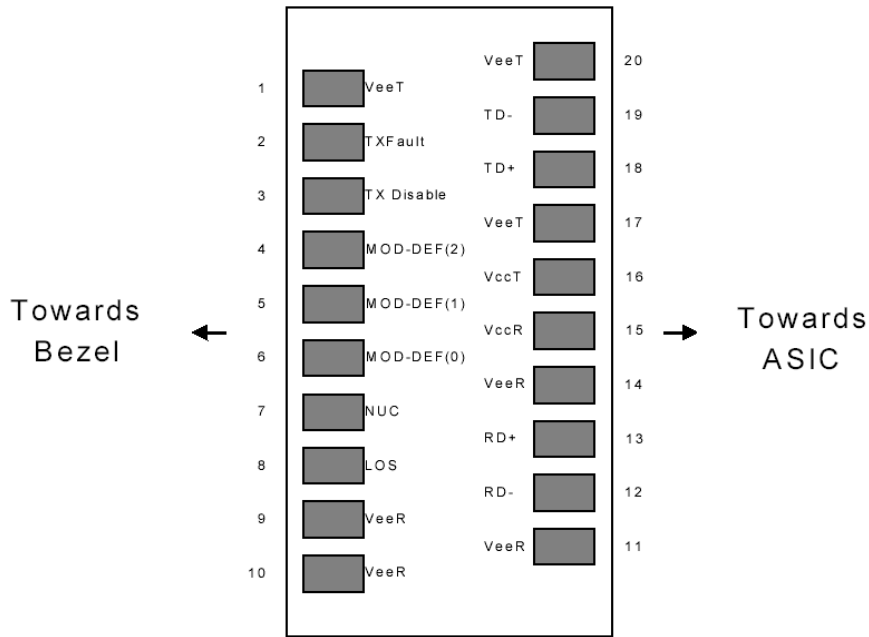 VeeT 20
1 VeeT
TD- 19
2 TXFault
TD+ 18
3 TX Disable
VeeT 17
4 MOD-DEF(2)
VccT 16
5 MOD-DEF(1)
Towards
Bezel
VccR 15
Towards
ASIC
6 MOD-DEF(0)
VeeR 14
7 NUC
RD+ 13
8 LOS
RD- 12
9 VeeR
VeeR 11
10 VeeR